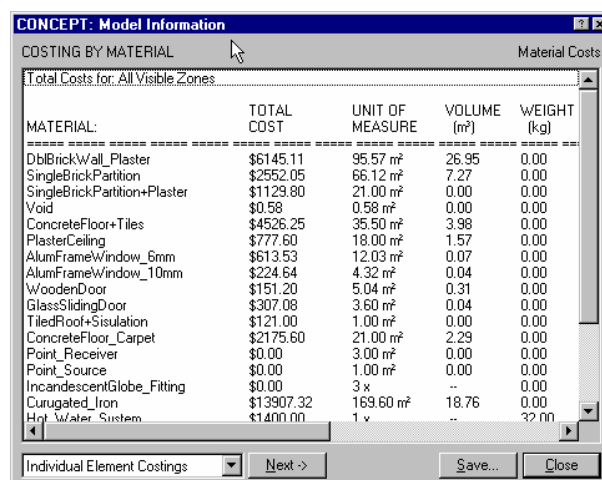 CONCEPT: Model Information
COSTING BY MATERIAL Material Costs
Total Costs for: All Visible Zones
TOTAL UNIT OF VOLUME WEIGHT
MATERIAL: COST MEASURE (m³) (kg)
===== ===== ===== ===== ===== ===== ===== ===== ===== ===== ===== ==
DblBrickWall_Plaster $6145.11 95.57 m² 26.95 0.00
SingleBrickPartition $2552.05 66.12 m² 7.27 0.00
SingleBrickPartition+Plaster $1129.80 21.00 m² 0.00 0.00
Void $0.58 0.58 m² 0.00 0.00
ConcreteFloor+Tiles $4526.25 35.50 m² 3.98 0.00
PlasterCeiling $777.60 18.00 m² 1.57 0.00
AlumFrameWindow_6mm $613.53 12.03 m² 0.07 0.00
AlumFrameWindow_10mm $224.64 4.32 m² 0.04 0.00
WoodenDoor $151.20 5.04 m² 0.31 0.00
GlassSlidingDoor $307.08 3.60 m² 0.04 0.00
TiledRoof+Sisulation $121.00 1.00 m² 0.00 0.00
ConcreteFloor_Carpet $2175.60 21.00 m² 2.29 0.00
Point_Receiver $0.00 3.00 m² 0.00 0.00
Point_Source $0.00 1.00 m² 0.00 0.00
IncandescentGlobe_Fitting $0.00 3 x -- 0.00
Curugated_Iron $13907.32 169.60 m² 18.76 0.00
Hot_Water_System $1400.00 1 x -- 32.00
Individual Element Costings Next -> Save... Close